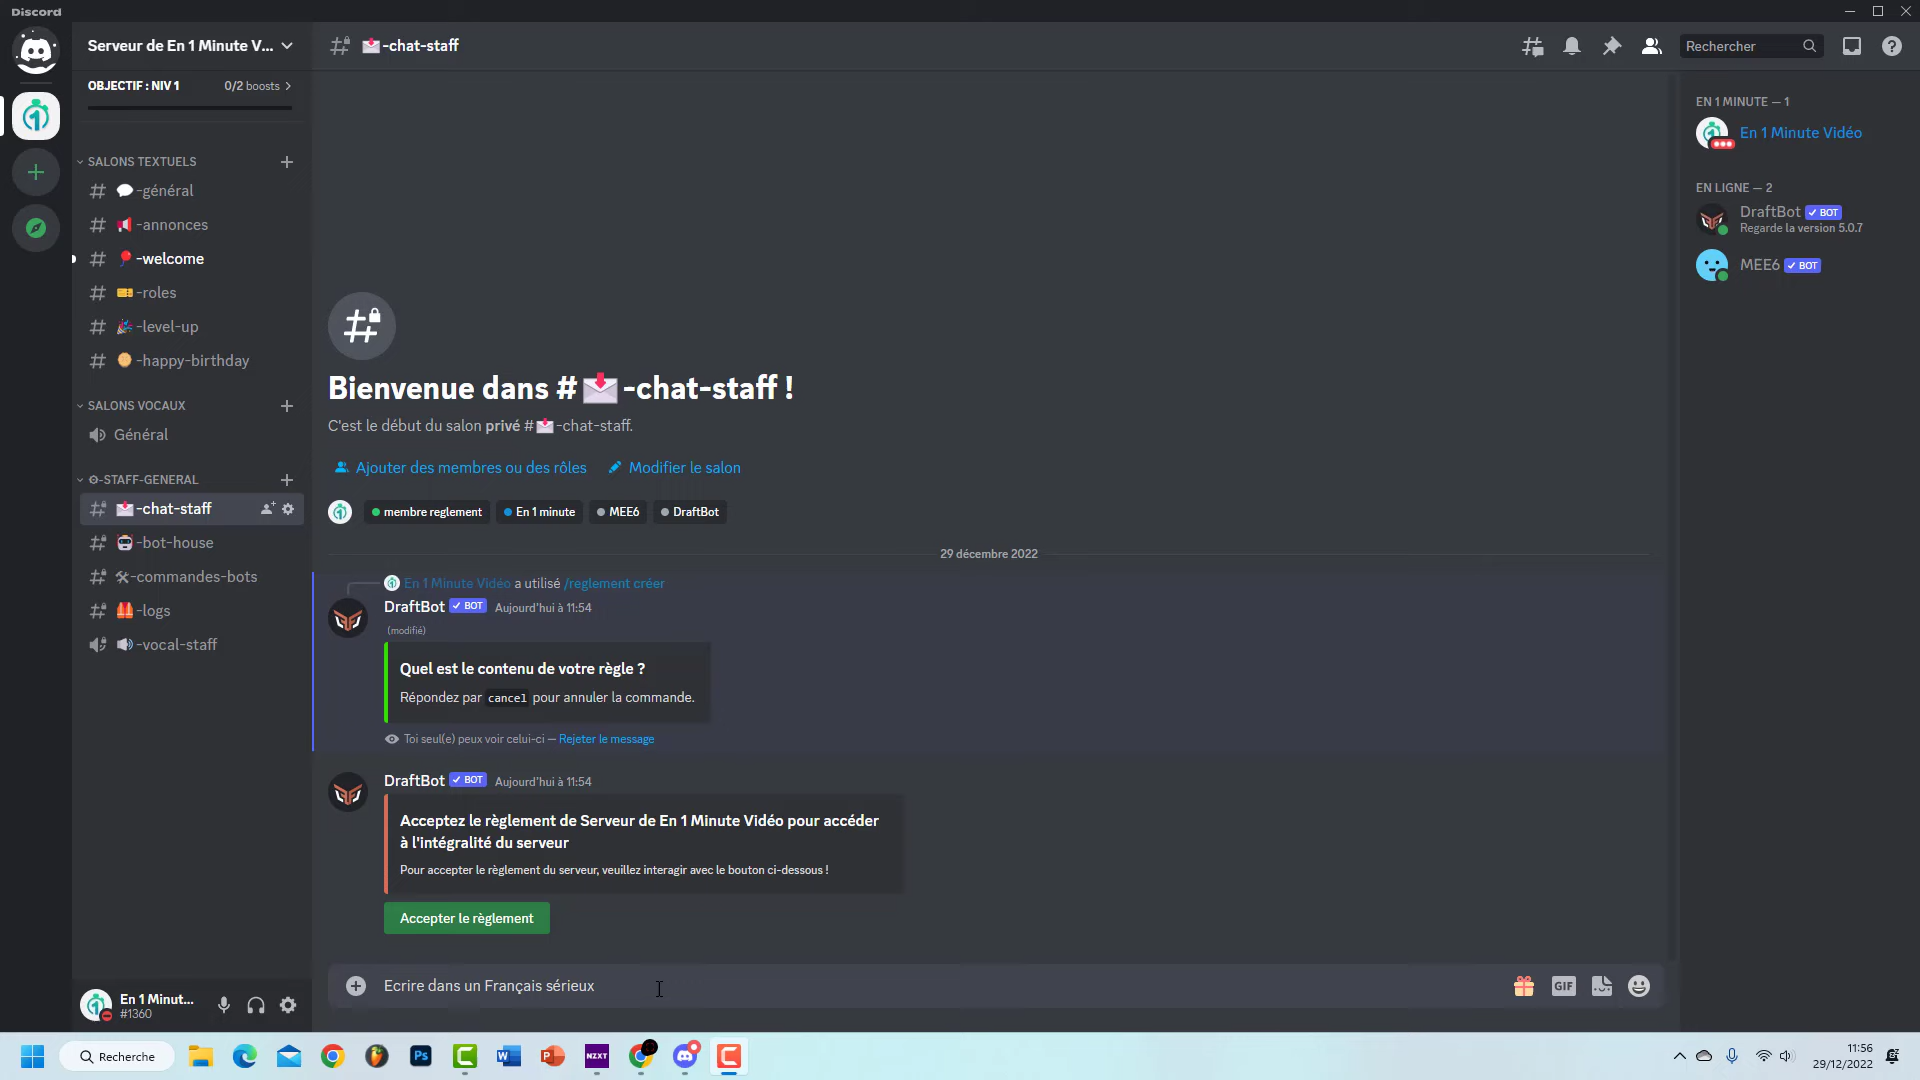 Discord
Serveur de En 1 Minute V...
OBJECTIF : NIV 1
0/2 boosts
SALONS TEXTUELS
-général
-annonces
-welcome
-roles
-level-up
-happy-birthday
SALONS VOCAUX
Général
⚙-STAFF-GENERAL
-chat-staff
-bot-house
-commandes-bots
-logs
-vocal-staff
En 1 Minut...
#1360
-chat-staff
Rechercher
Bienvenue dans #📩-chat-staff !
C'est le début du salon privé #📩-chat-staff.
Ajouter des membres ou des rôles
Modifier le salon
membre reglement
En 1 minute
MEE6
DraftBot
29 décembre 2022
En 1 Minute Vidéo a utilisé /reglement créer
DraftBot ✓ BOT Aujourd'hui à 11:54
(modifié)
Quel est le contenu de votre règle ?
Répondez par cancel pour annuler la commande.
Toi seul(e) peux voir celui-ci — Rejeter le message
DraftBot ✓ BOT Aujourd'hui à 11:54
Acceptez le règlement de Serveur de En 1 Minute Vidéo pour accéder
à l'intégralité du serveur
Pour accepter le règlement du serveur, veuillez interagir avec le bouton ci-dessous !
Accepter le règlement
Ecrire dans un Français sérieux
GIF
EN 1 MINUTE — 1
En 1 Minute Vidéo
EN LIGNE — 2
DraftBot ✓ BOT
Regarde la version 5.0.7
MEE6 ✓ BOT
Recherche
Ps
NZXT
11:56
29/12/2022